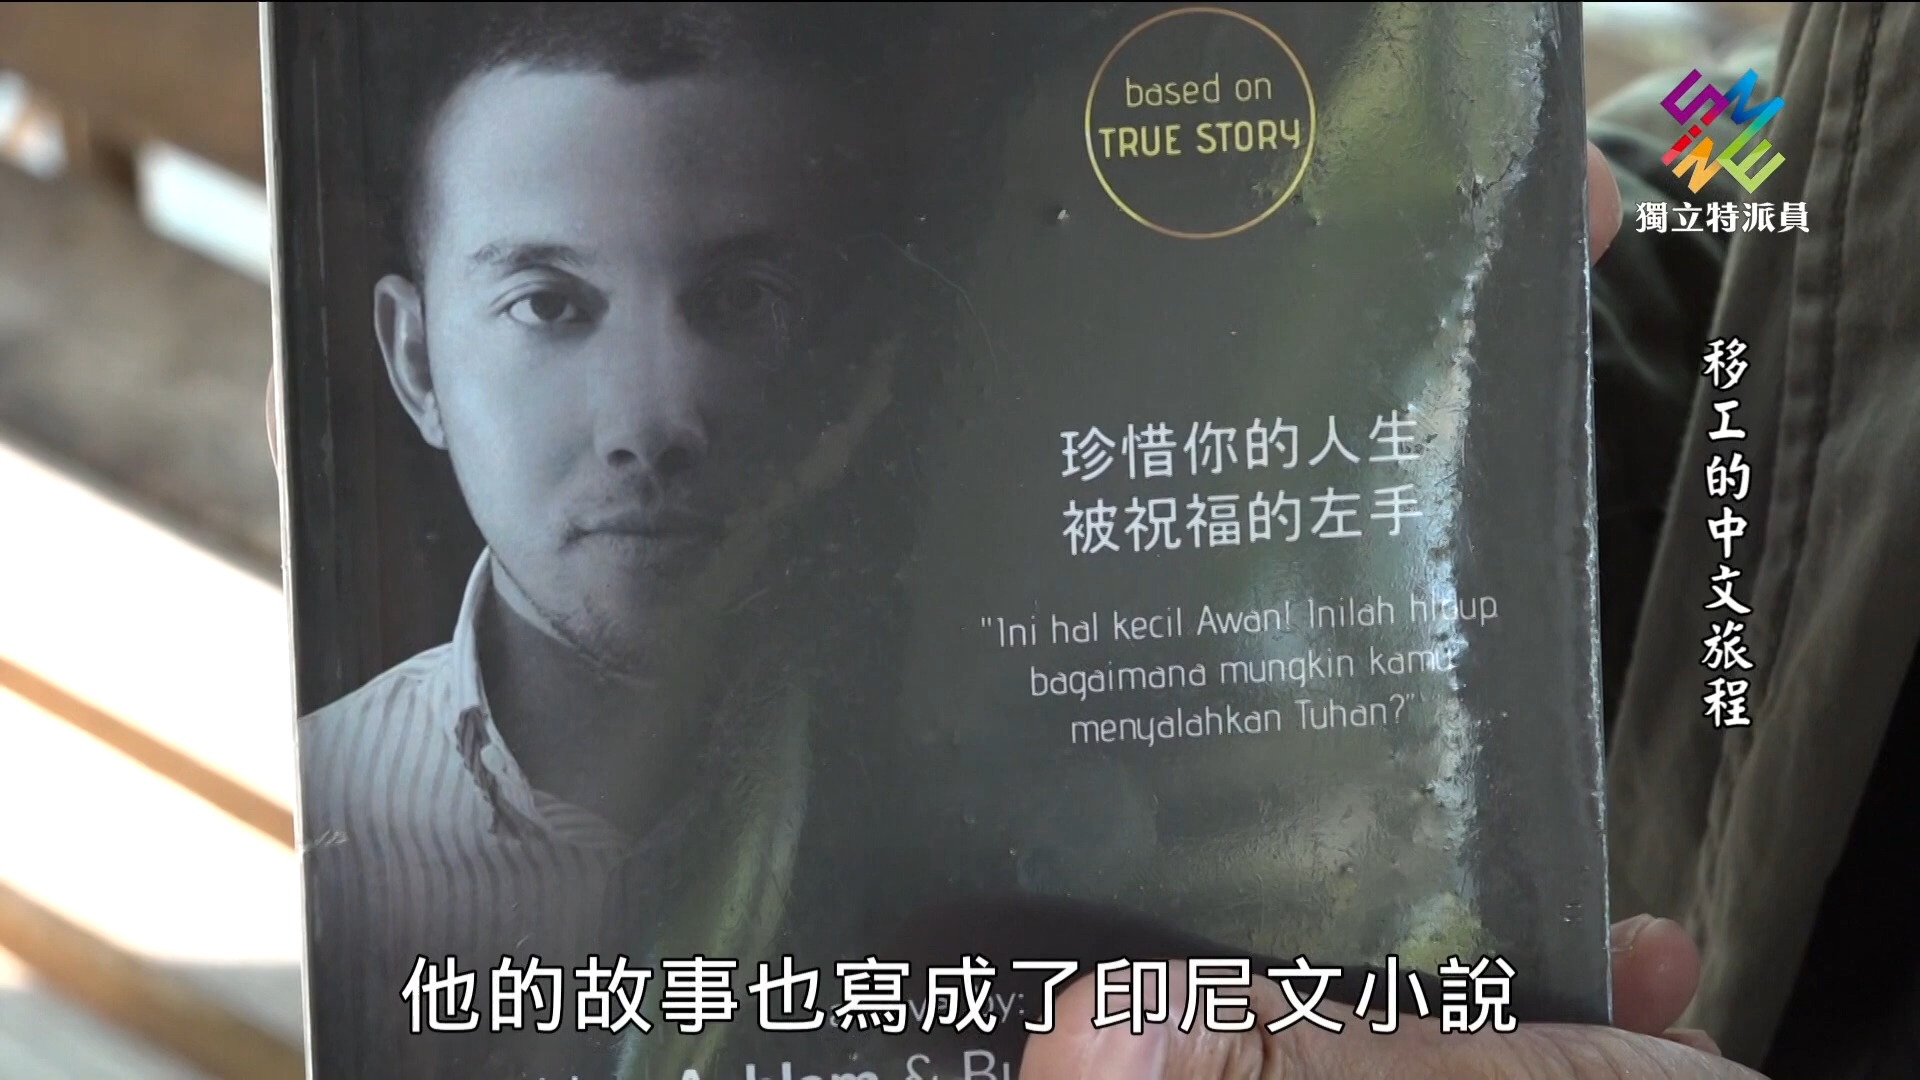 based on
TRUE STORY
獨立特派員
移工的中文旅程
珍惜你的人生
被祝福的左手
"Ini hal kecil Awan! Inilah hidup
bagaimana mungkin kamu
menyalahkan Tuhan?"
他的故事也寫成了印尼文小說
by:
&